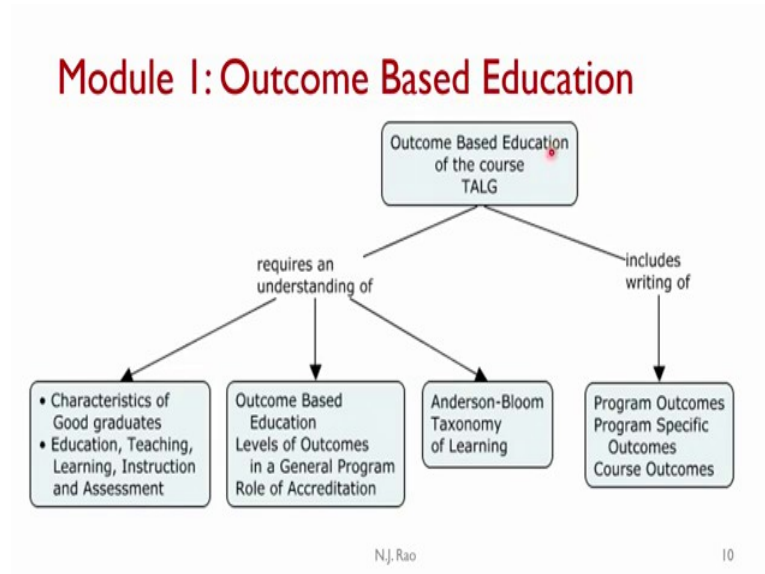 Module 1: Outcome Based Education
Outcome Based Education
of the course
TALG
requires an
understanding of
includes
writing of
• Characteristics of
Good graduates
• Education, Teaching,
Learning, Instruction
and Assessment
Outcome Based
Education
Levels of Outcomes
in a General Program
Role of Accreditation
Anderson-Bloom
Taxonomy
of Learning
Program Outcomes
Program Specific
Outcomes
Course Outcomes
N.J. Rao
10